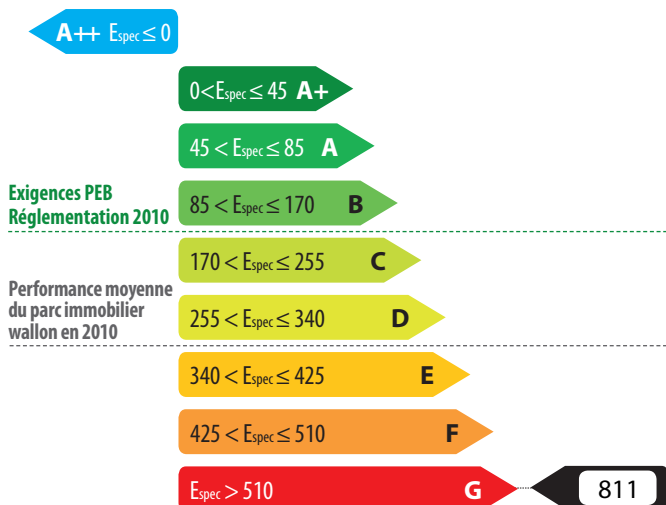 A++ Espec ≤ 0
0<Espec ≤ 45 A+
45 < Espec ≤ 85 A
Exigences PEB
Réglementation 2010
85 < Espec ≤ 170 B
170 < Espec ≤ 255 C
Performance moyenne
du parc immobilier
wallon en 2010
255 < Espec ≤ 340 D
340 < Espec ≤ 425 E
425 < Espec ≤ 510 F
Espec > 510 G 811